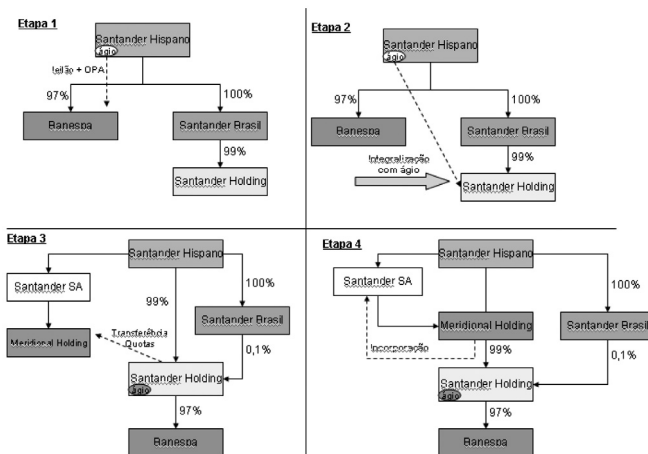 Etapa 1
Santander Hispano
ágio
leilão + OPA
97%
100%
Banespa
Santander Brasil
99%
Santander Holding
Etapa 2
Santander Hispano
ágio
97%
100%
Banespa
Santander Brasil
Integralização
com ágio
99%
Santander Holding
Etapa 3
Santander Hispano
Santander SA
99%
100%
Santander Brasil
Meridional Holding
Transferência
Quotas
0,1%
Santander Holding
ágio
97%
Banespa
Etapa 4
Santander Hispano
Santander SA
100%
Meridional Holding
Santander Brasil
Incorporação
99%
0,1%
Santander Holding
ágio
97%
Banespa